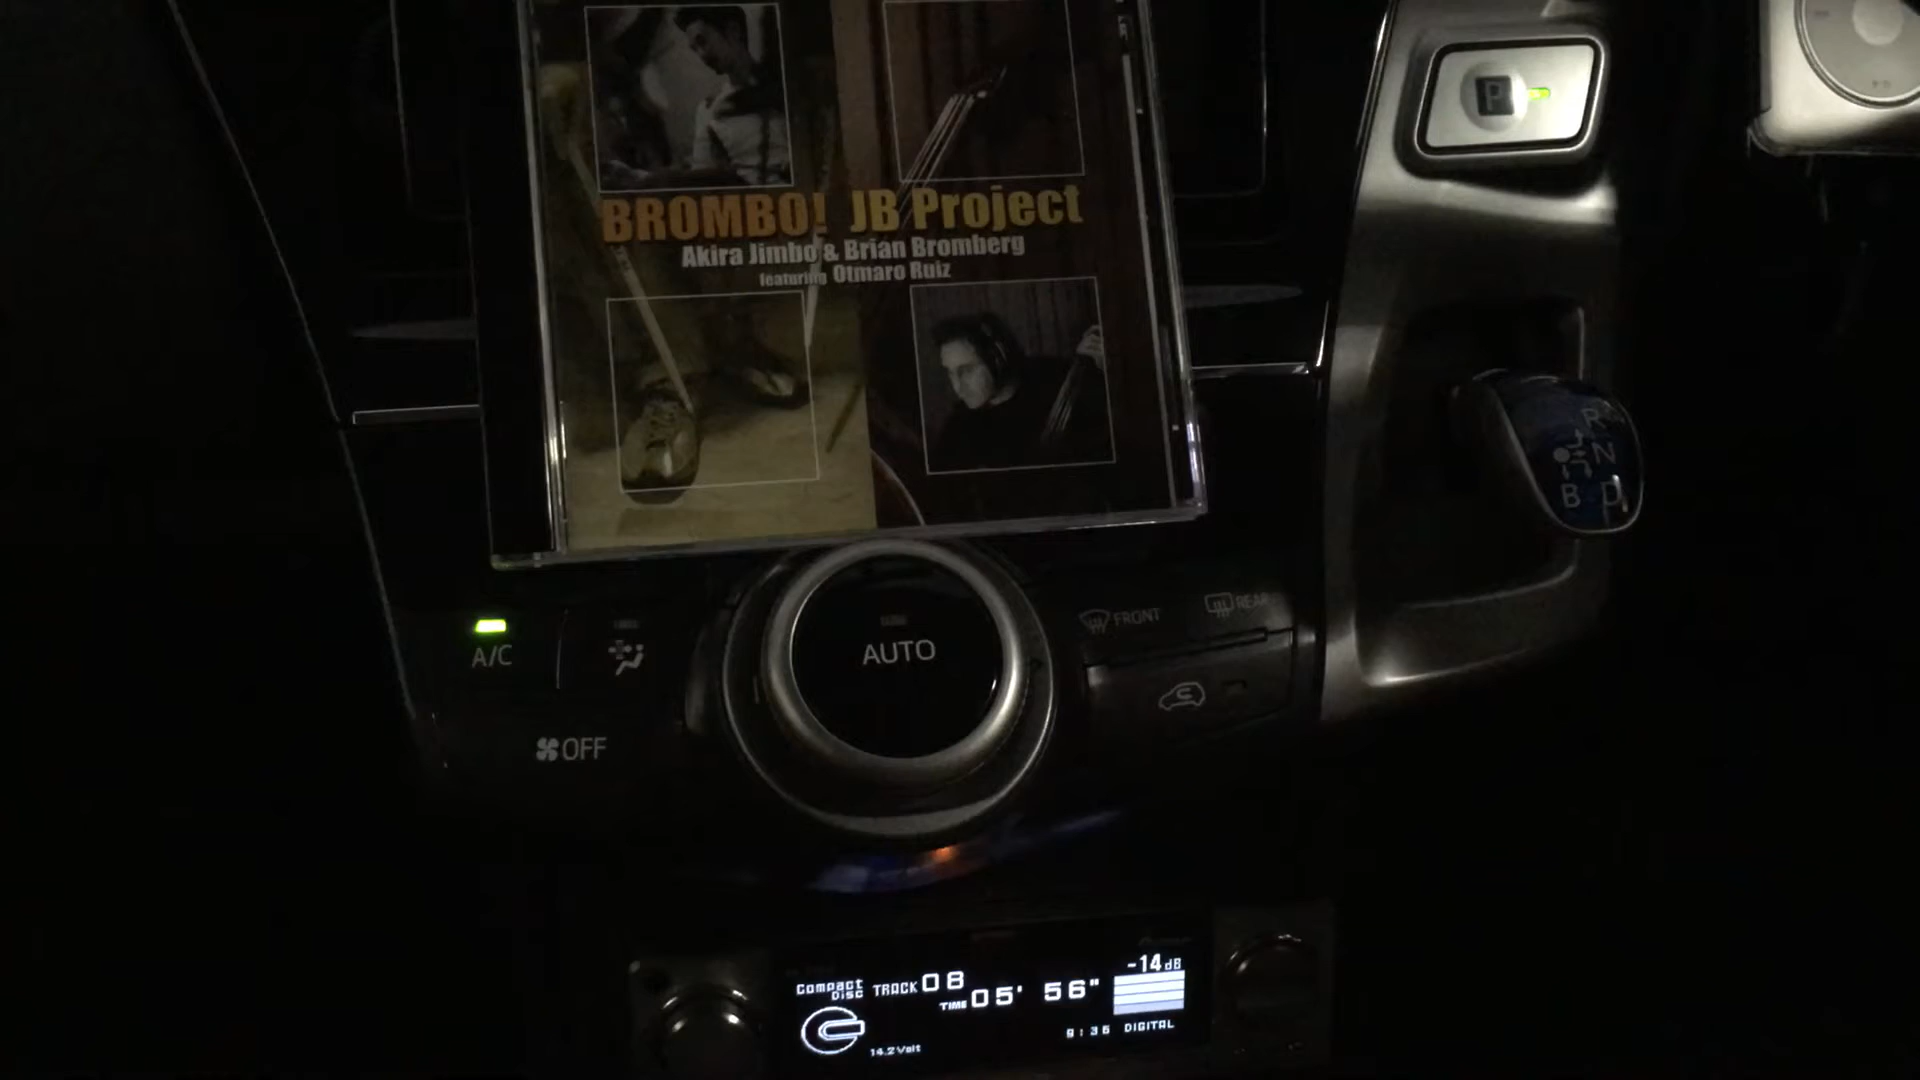 BROMBO! JB Project
Akira Jimbo & Brian Bromberg
featuring Otmaro Ruiz
P
R
N
B P
A/C
AUTO
FRONT
REAR
OFF
-14dB
Compact Disc TRACK 08
TIME 05' 56"
9:35 DIGITAL
14.2Volt